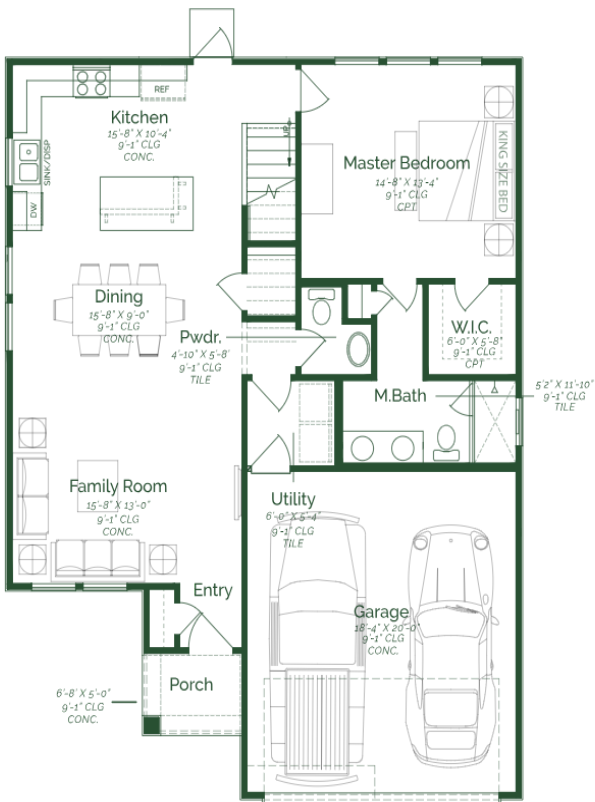 REF
Kitchen
15'-8" X 10'-4"
9'-1" CLG
CONC.
SINK/DISP
DW
UP
Master Bedroom
14'-8" X 13'-4"
9'-1" CLG
CPT
KING SIZE BED
Dining
15'-8" X 9'-0"
9'-1" CLG
CONC.
Pwdr.
4'-10" X 5'-8'
9'-1" CLG
TILE
W.I.C.
6'-0" X 5'-8"
9'-1" CLG
CPT
M.Bath
5'2" X 11'-10"
9'-1" CLG
TILE
Family Room
15'-8" X 13'-0"
9'-1" CLG
CONC.
Utility
6'-0" X 5'-4"
9'-1" CLG
TILE
Entry
Garage
18'-4" X 20'-0"
9'-1" CLG
CONC.
Porch
6'-8' X 5'-0"
9'-1" CLG
CONC.